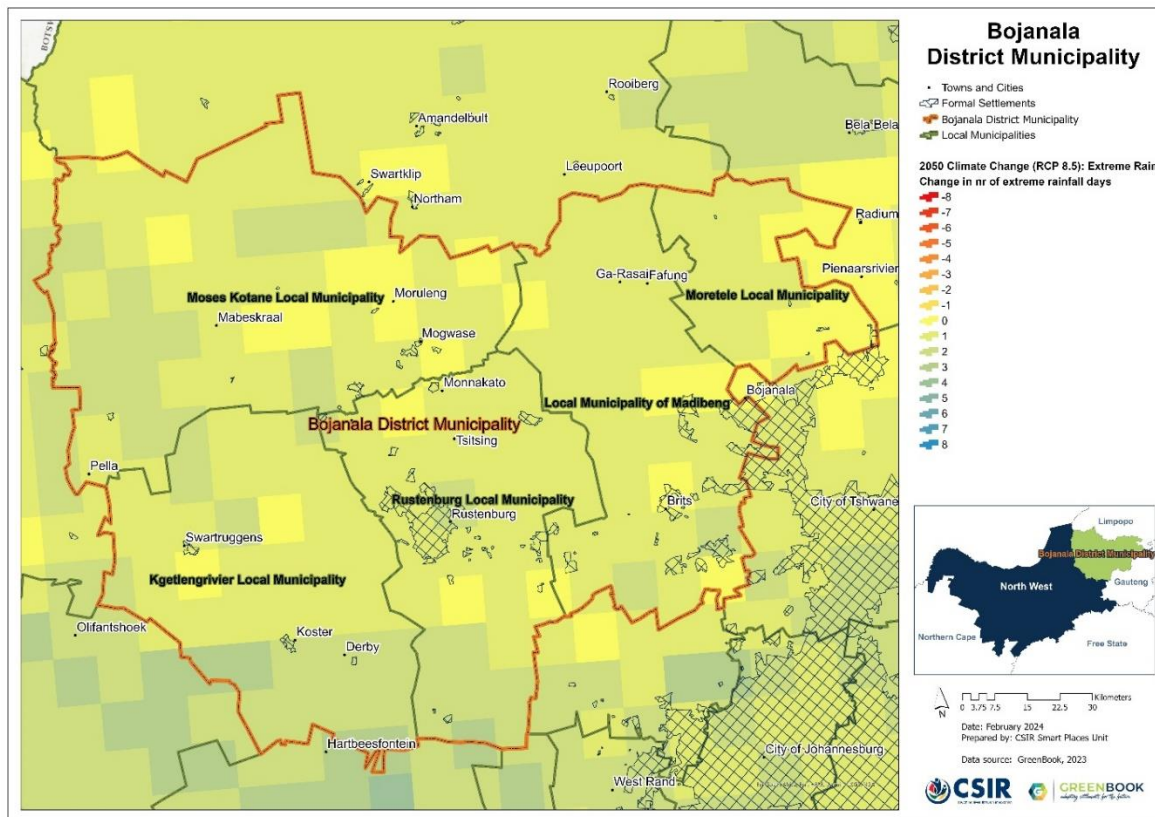 Bojanala
District Municipality
Towns and Cities
Formal Settlements
Bojanala District Municipality
Local Municipalities
2050 Climate Change (RCP 8.5): Extreme Rain
Change in nr of extreme rainfall days
-8
-7
-6
-5
-4
-3
-2
-1
0
1
2
3
4
5
6
7
8
BOTSW
Rooiberg
Amandelbult
Bela Bela
Leeupoort
Swartklip
Northam
Radium
Ga-Rasai
Fafung
Pienaarsrivier
Moses Kotane Local Municipality
Moruleng
Moretele Local Municipality
Mabeskraal
Mogwase
Monnakato
Bojanala
Local Municipality of Madibeng
Bojanala District Municipality
Tsitsing
Pella
Rustenburg Local Municipality
Brits
City of Tshwane
Rustenburg
Swartruggens
Kgetlengrivier Local Municipality
Olifantshoek
Koster
Derby
Hartbeesfontein
City of Johannesburg
West Rand
Limpopo
Bojanala District Municipality
North West
Gauteng
Northern Cape
Free State
N
Kilometers
0 3.75 7.5 15 22.5 30
Date: February 2024
Prepared by: CSIR Smart Places Unit
Data source: GreenBook, 2023
CSIR
GREENBOOK
adapting settlements for the future